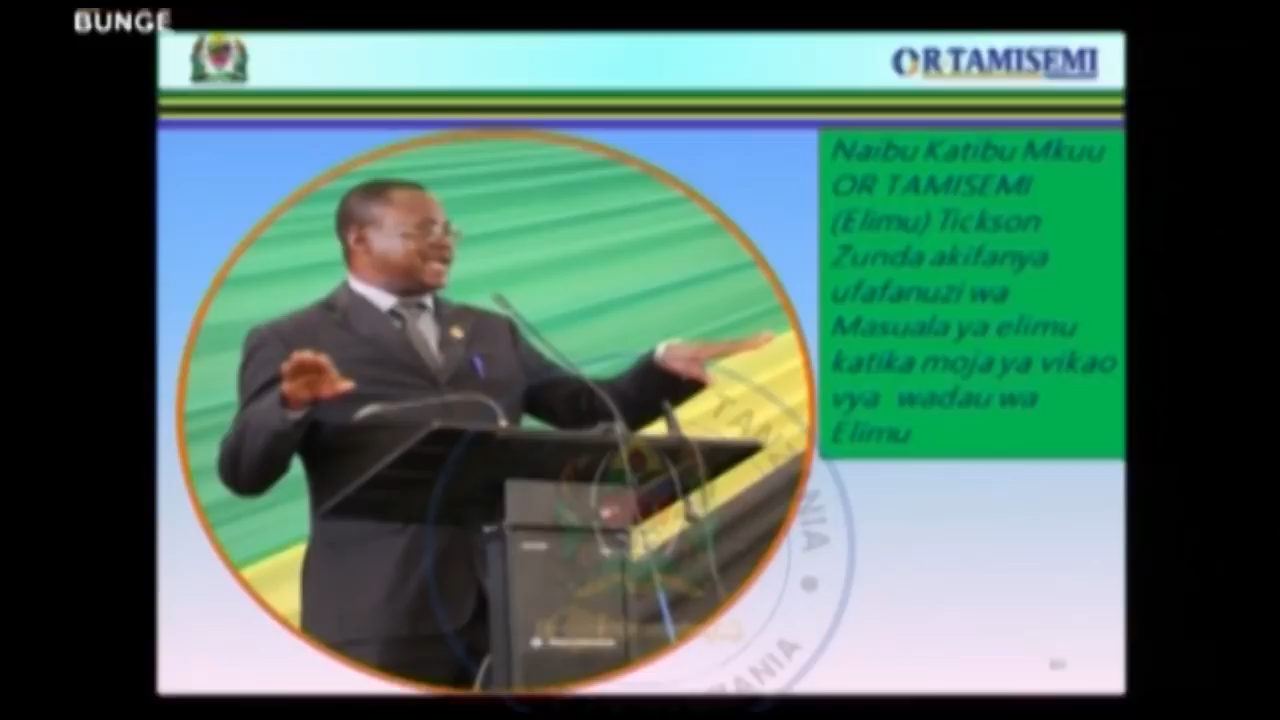 BUNGE
OR TAMISEMI
Naibu Katibu Mkuu
OR TAMISEMI
(Elimu) Tickson
Zunda akifanya
ufafanuzi wa
Masuala ya elimu
katika moja ya vikao
vya wadau wa
Elimu
TANZANIA